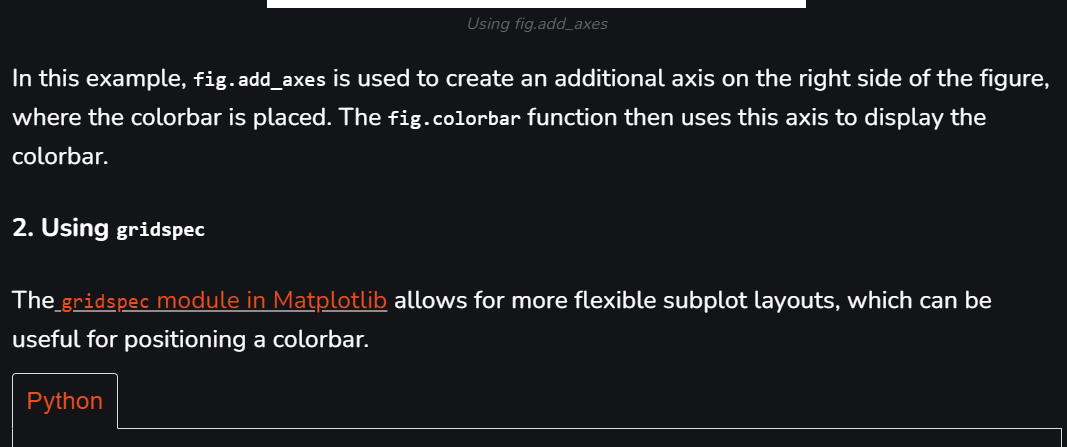 Using fig.add_axes
In this example, fig.add_axes is used to create an additional axis on the right side of the figure,
where the colorbar is placed. The fig.colorbar function then uses this axis to display the
colorbar.
2. Using gridspec
The gridspec module in Matplotlib allows for more flexible subplot layouts, which can be
useful for positioning a colorbar.
Python